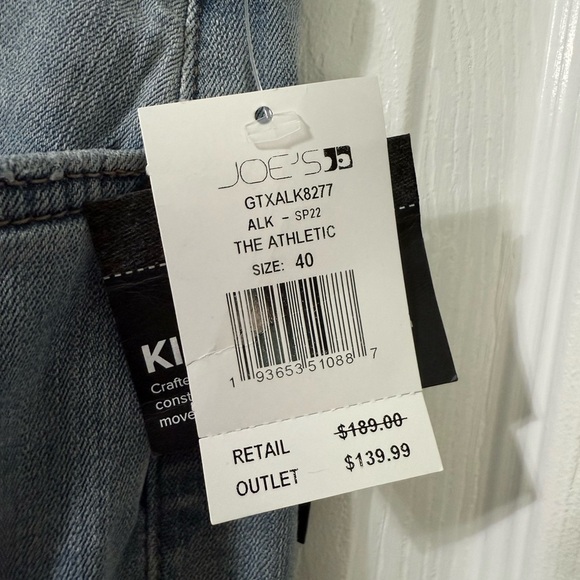 JOE'S
GTXALK8277
ALK - SP22
THE ATHLETIC
SIZE: 40
1 93653 51088 7
RETAIL $189.00
OUTLET $139.99
KI
Crafte
const
move